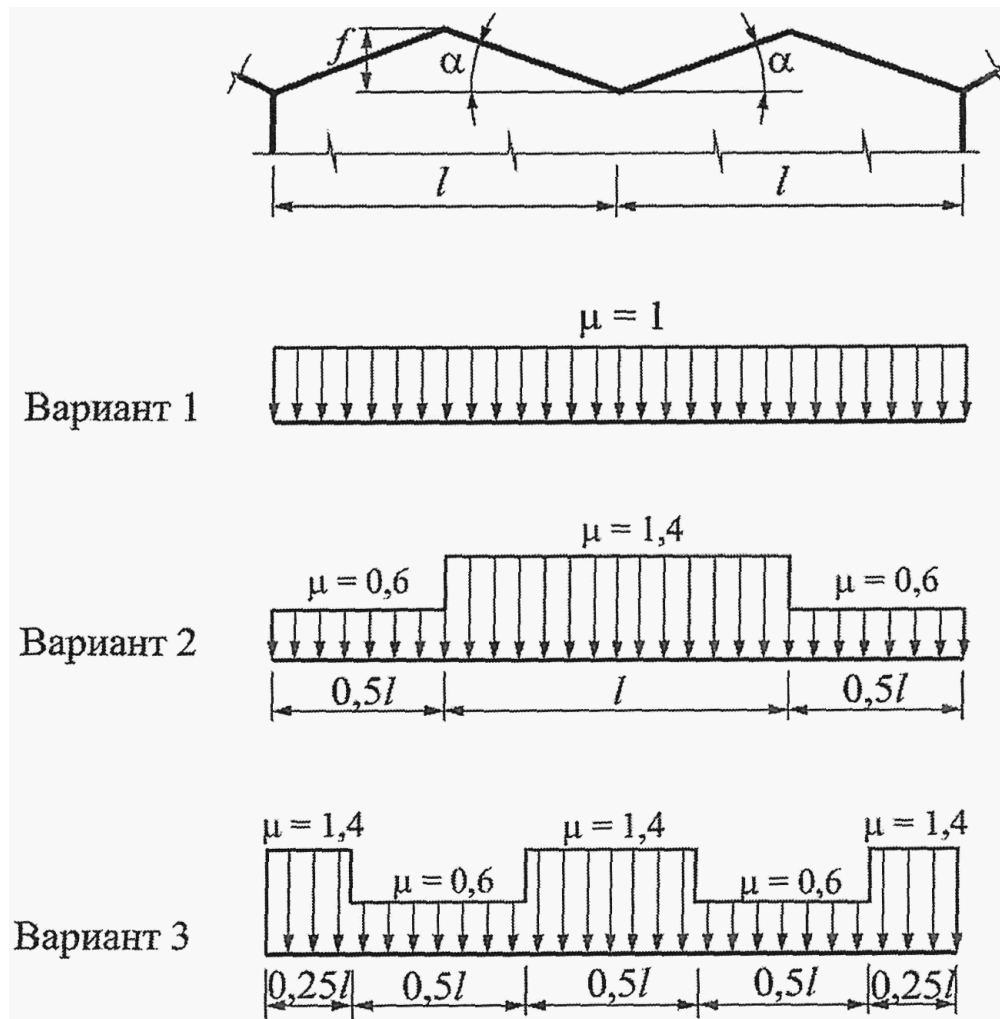 f α α
l l
μ = 1
Вариант 1
μ = 1,4
μ = 0,6 μ = 0,6
Вариант 2
0,5l l 0,5l
μ = 1,4 μ = 1,4 μ = 1,4
μ = 0,6 μ = 0,6
Вариант 3
0,25l 0,5l 0,5l 0,5l 0,25l